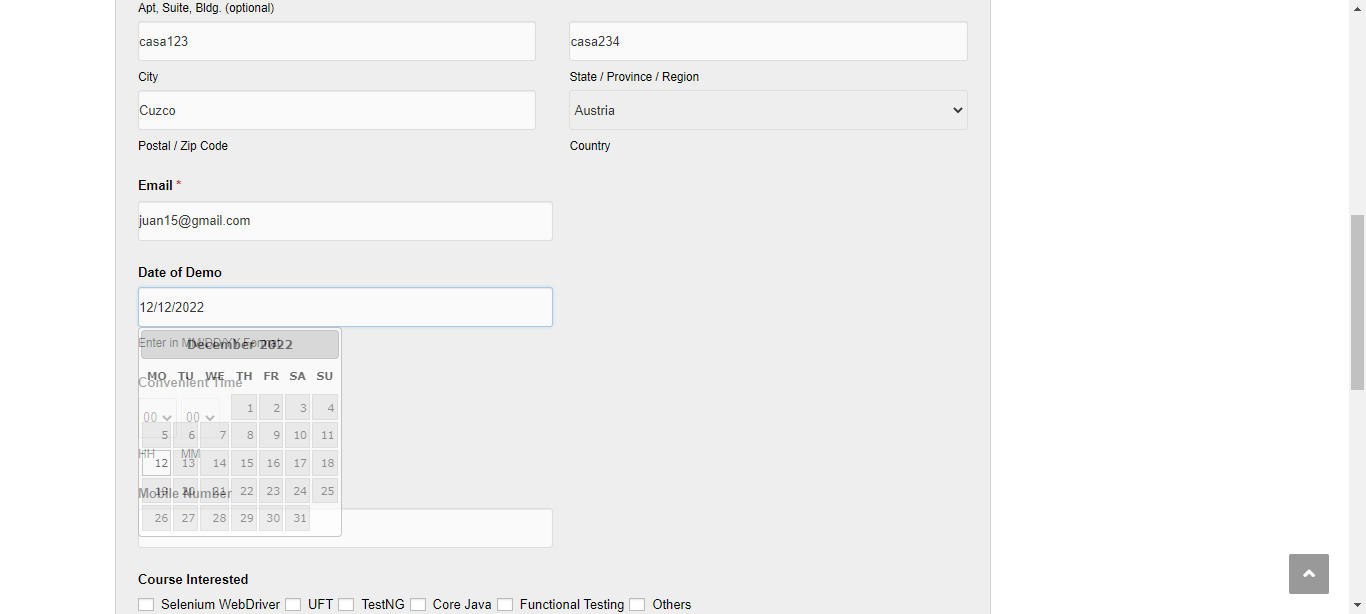 Apt, Suite, Bldg. (optional)
casa123 casa234
City State / Province / Region
Cuzco Austria
Postal / Zip Code Country
Email *
juan15@gmail.com
Date of Demo
12/12/2022
Enter in MM/DD/YY Format
December 2022
MO TU WE TH FR SA SU
Convenient Time
1 2 3 4
00 00
5 6 7 8 9 10 11
HH MM
12 13 14 15 16 17 18
19 20 21 22 23 24 25
Mobile Number
26 27 28 29 30 31
Course Interested
Selenium WebDriver UFT TestNG Core Java Functional Testing Others